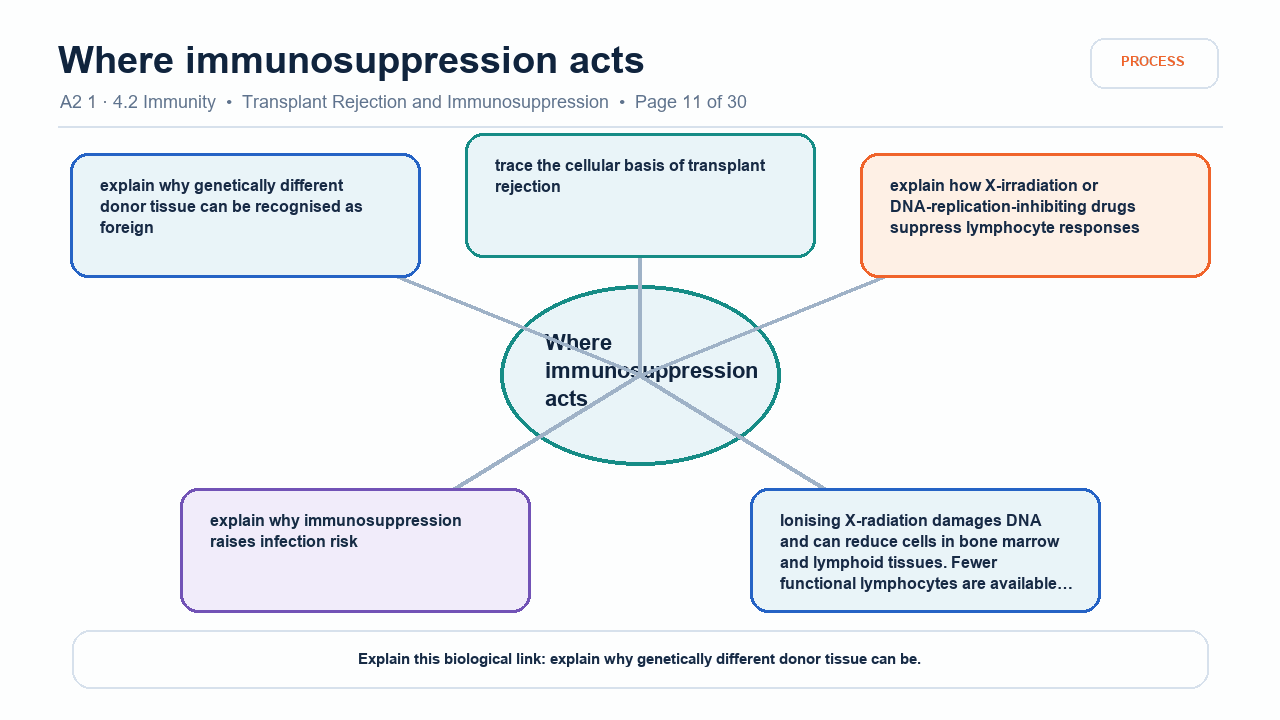 Where immunosuppression acts
PROCESS
A2 1 · 4.2 Immunity • Transplant Rejection and Immunosuppression • Page 11 of 30
explain why genetically different
donor tissue can be recognised as
foreign
trace the cellular basis of transplant
rejection
explain how X-irradiation or
DNA-replication-inhibiting drugs
suppress lymphocyte responses
Where
immunosuppression
acts
explain why immunosuppression
raises infection risk
Ionising X-radiation damages DNA
and can reduce cells in bone marrow
and lymphoid tissues. Fewer
functional lymphocytes are available…
Explain this biological link: explain why genetically different donor tissue can be.